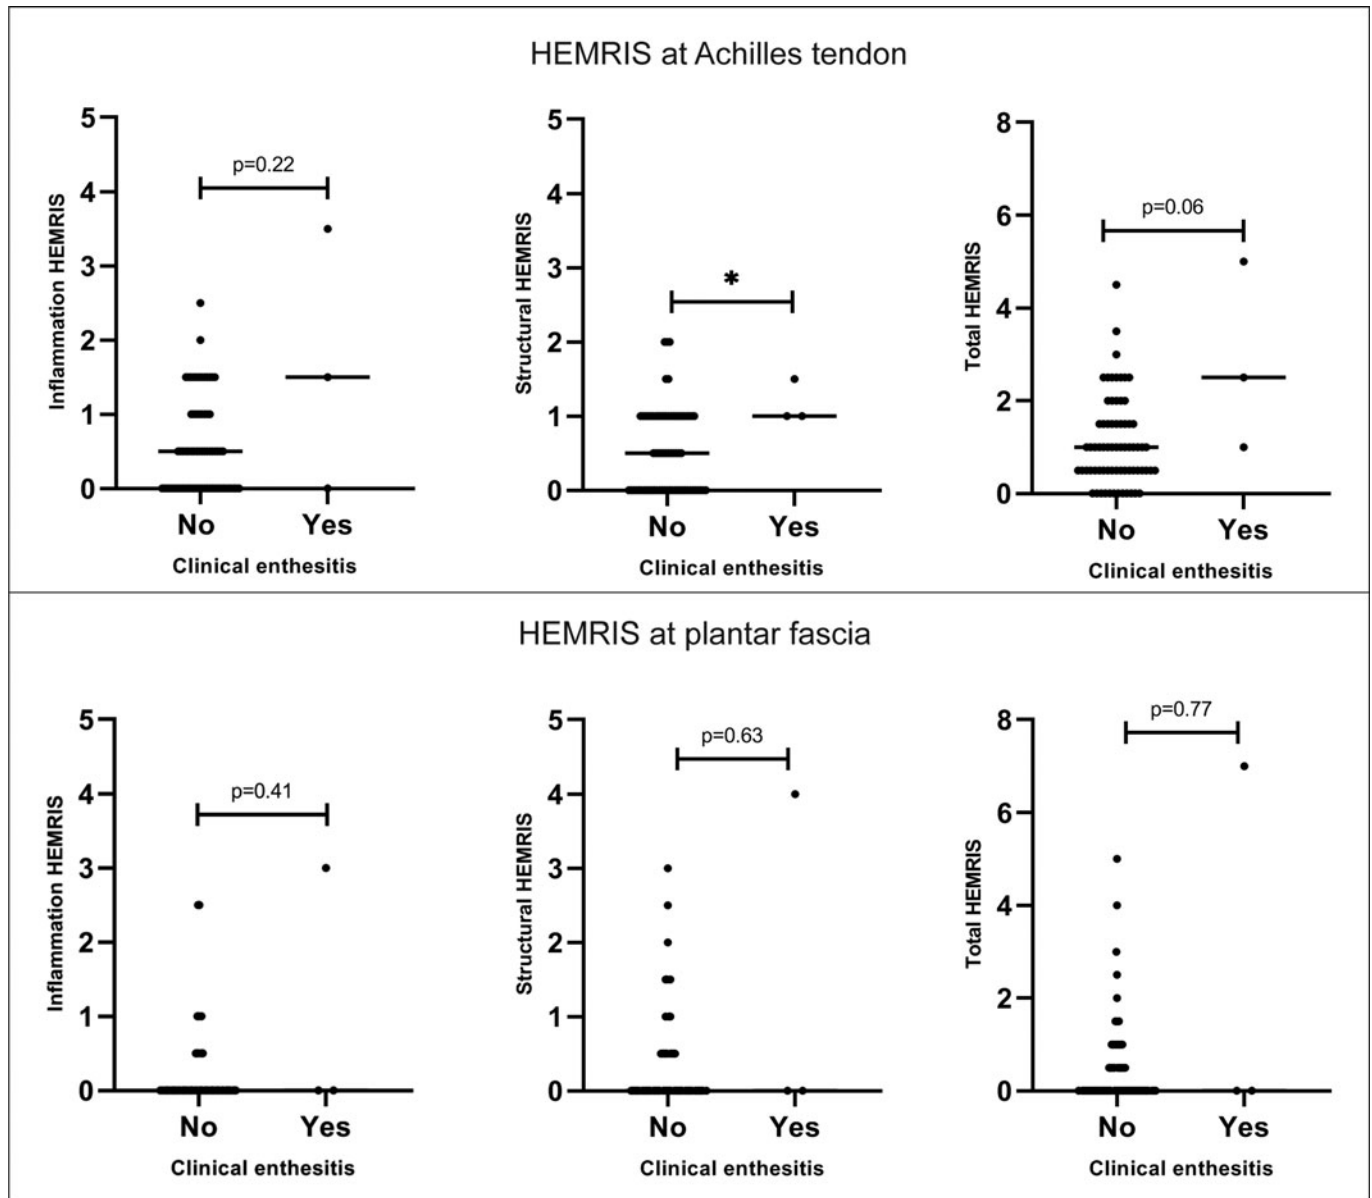 HEMRIS at Achilles tendon
Inflammation HEMRIS
5
4
3
2
1
0
p=0.22
No Yes
Clinical enthesitis
Structural HEMRIS
5
4
3
2
1
0
*
No Yes
Clinical enthesitis
Total HEMRIS
8
6
4
2
0
p=0.06
No Yes
Clinical enthesitis
HEMRIS at plantar fascia
Inflammation HEMRIS
5
4
3
2
1
0
p=0.41
No Yes
Clinical enthesitis
Structural HEMRIS
5
4
3
2
1
0
p=0.63
No Yes
Clinical enthesitis
Total HEMRIS
8
6
4
2
0
p=0.77
No Yes
Clinical enthesitis